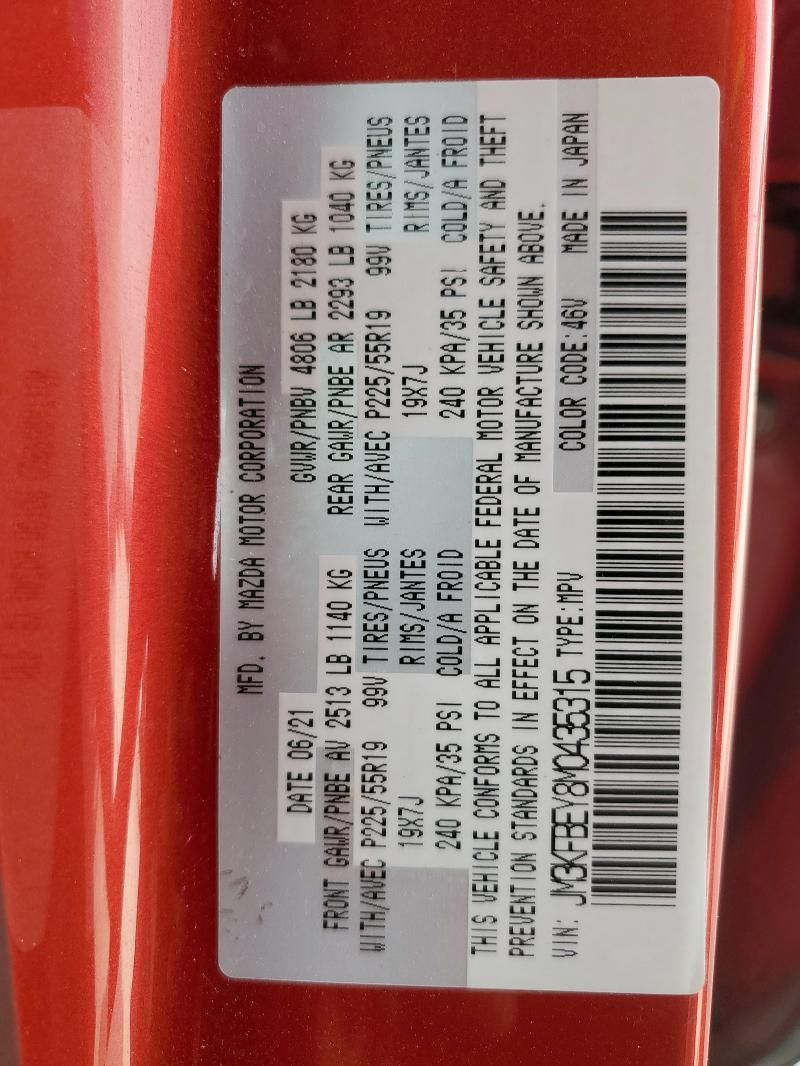 MFD. BY MAZDA MOTOR CORPORATION
DATE 06/21 GVWR/PNBV 4806 LB 2180 KG
FRONT GAWR/PNBE AV 2513 LB 1140 KG REAR GAWR/PNBE AR 2293 LB 1040 KG
WITH/AVEC P225/55R19 99V TIRES/PNEUS WITH/AVEC P225/55R19 99V TIRES/PNEUS
19X7J RIMS/JANTES 19X7J RIMS/JANTES
240 KPA/35 PSI COLD/A FROID 240 KPA/35 PSI COLD/A FROID
THIS VEHICLE CONFORMS TO ALL APPLICABLE FEDERAL MOTOR VEHICLE SAFETY AND THEFT
PREVENTION STANDARDS IN EFFECT ON THE DATE OF MANUFACTURE SHOWN ABOVE.
VIN: JM3KFBEY8M0435315 TYPE:MPV COLOR CODE:46V MADE IN JAPAN